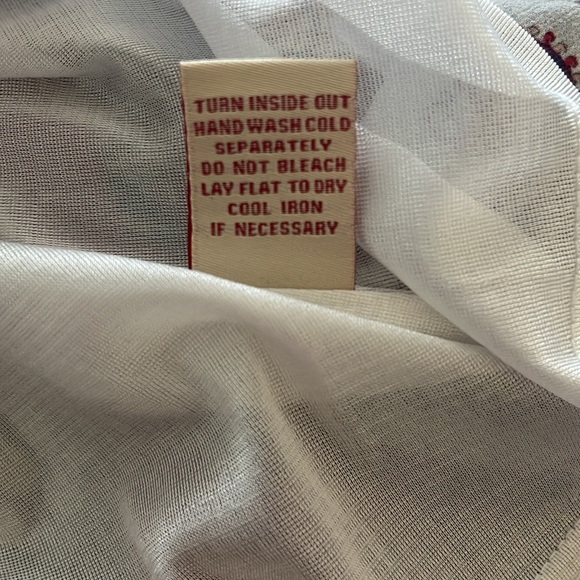 TURN INSIDE OUT
HAND WASH COLD
SEPARATELY
DO NOT BLEACH
LAY FLAT TO DRY
COOL IRON
IF NECESSARY